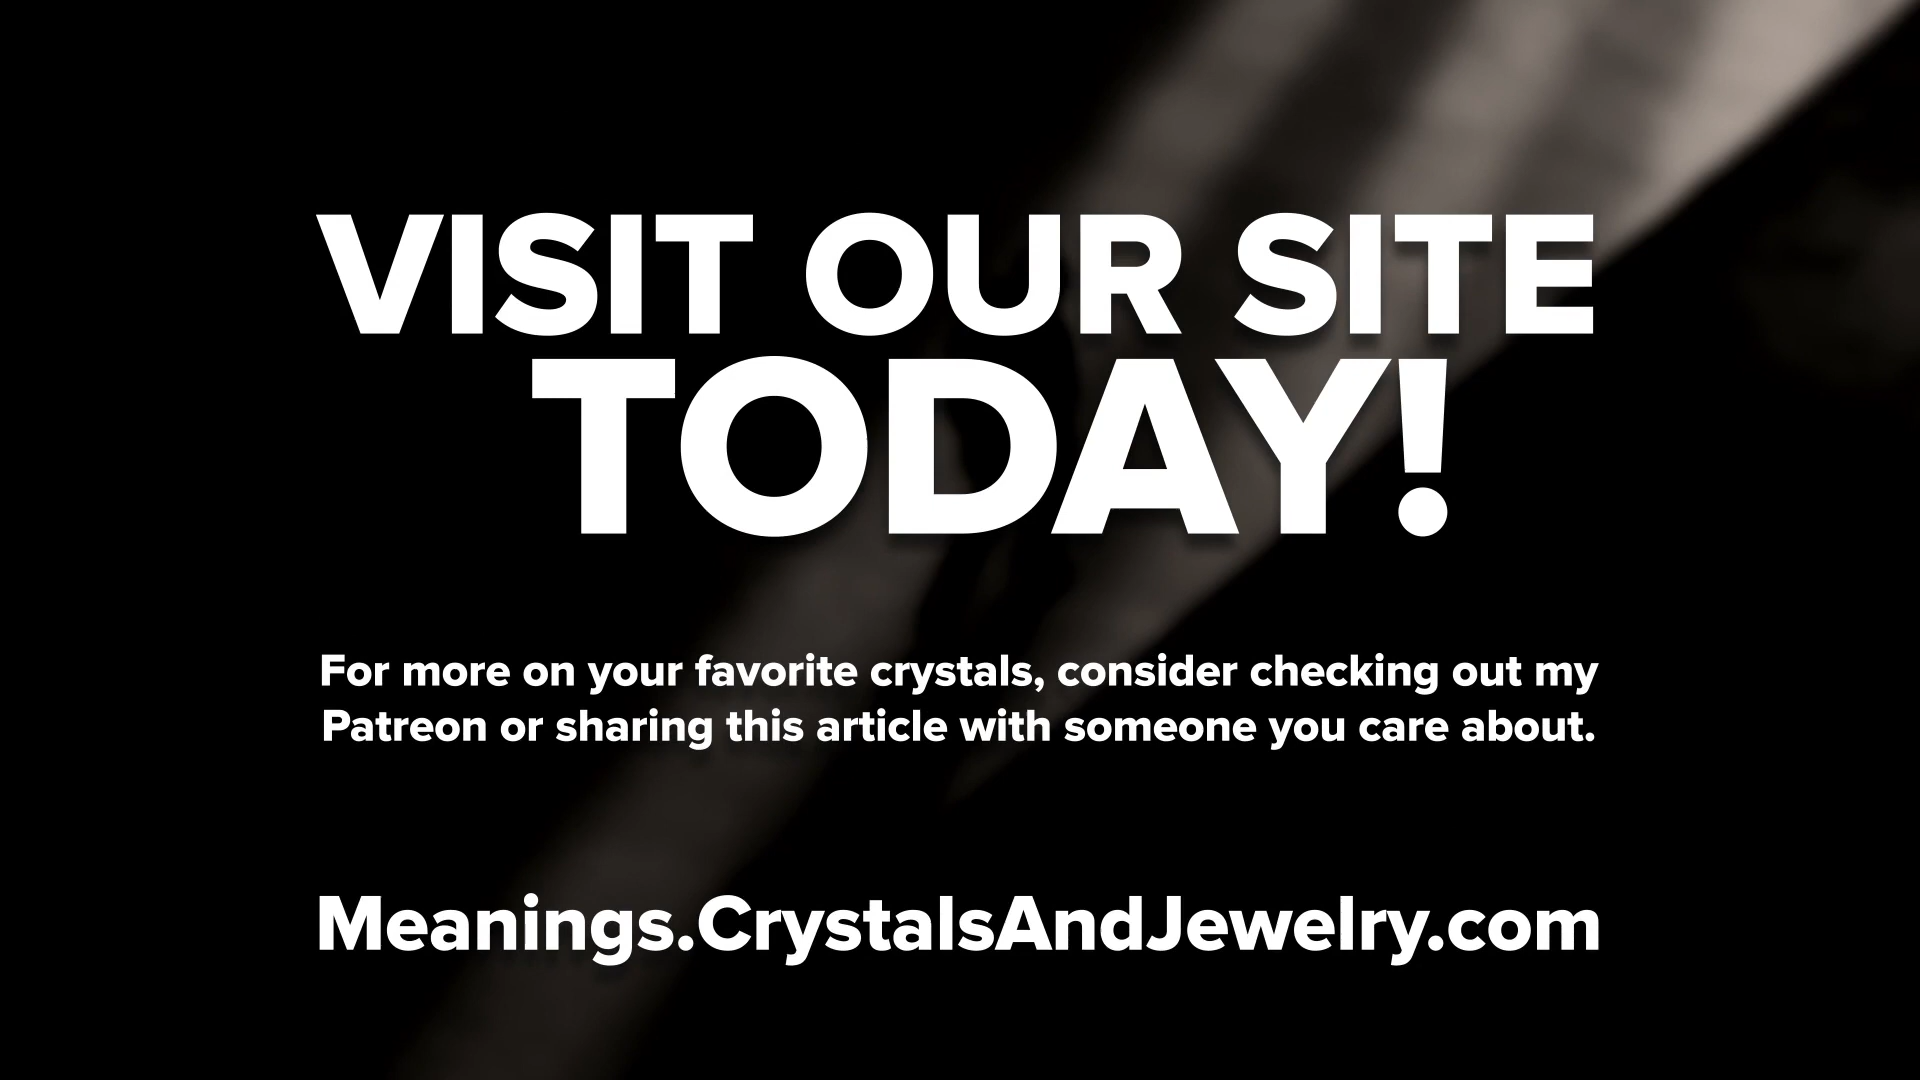 VISIT OUR SITE
TODAY!
For more on your favorite crystals, consider checking out my
Patreon or sharing this article with someone you care about.
Meanings.CrystalsAndJewelry.com